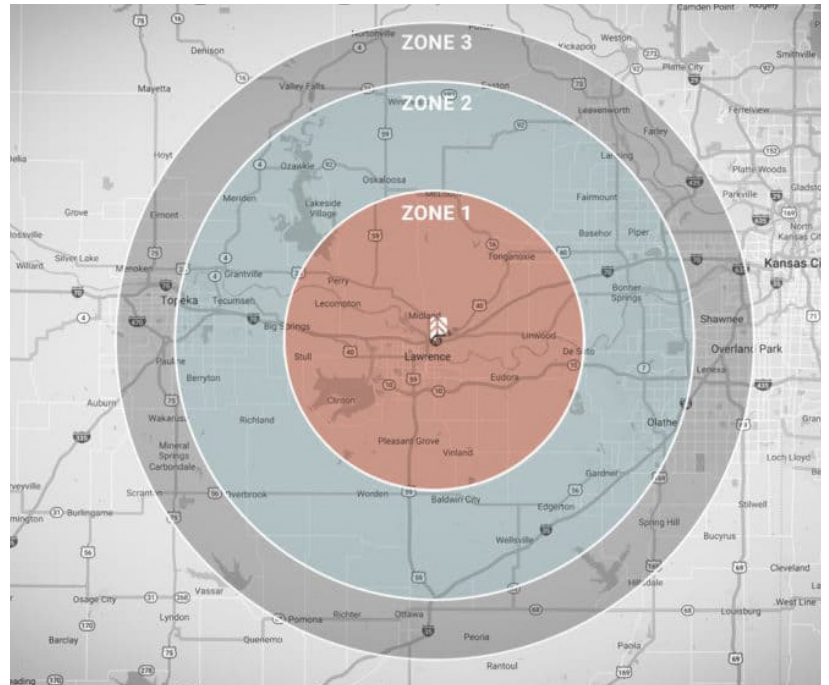 Camden Point
Nortonville
ZONE 3
Denison
Kickapoo
Weston
Smithville
Platte City
Mayetta
Valley Falls
Easton
ZONE 2
Leavenworth
Ferrelview
Hoyt
Farley
Ozawkie
Lansing
Platte Woods
Meriden
Oskaloosa
Parkville
Grove
Elmont
Lakeside
Village
Fairmount
ZONE 1
Basehor
Piper
North
Kansas City
Silver Lake
Tonganoxie
Willard
Menoken
Grantville
Perry
Kansas City
Topeka
Tecumseh
Lecompton
Bonner
Springs
Midland
Big Springs
Shawnee
Linwood
Stull
Lawrence
De Soto
Overland Park
Pauline
Lenexa
Berryton
Eudora
Auburn
Clinton
Wakarusa
Richland
Olathe
Pleasant Grove
Mineral
Springs
Carbondale
Vinland
Loch Lloyd
Gardner
Scranton
Overbrook
Worden
Baldwin City
Burlingame
Edgerton
Stilwell
Spring Hill
Wellsville
Bucyrus
Cleveland
Vassar
Hillsdale
Osage City
West Line
Lyndon
Pomona
Richter
Ottawa
Louisburg
Barclay
Quenemo
Peoria
Paola
Rantoul